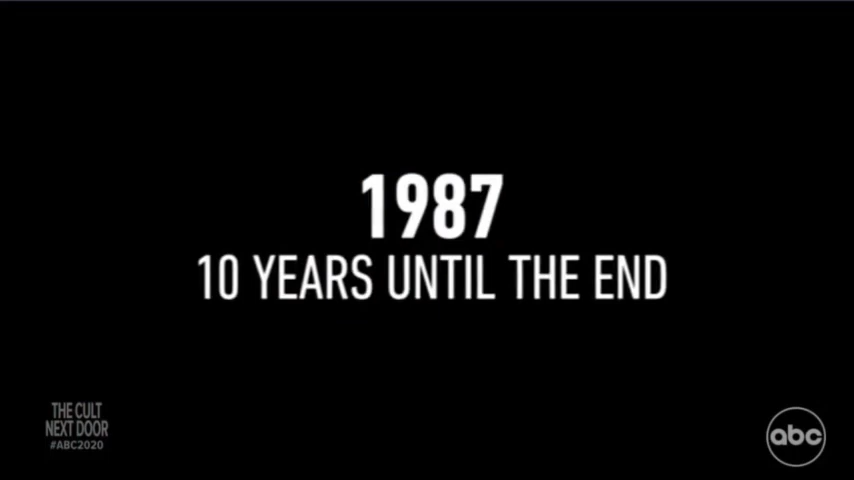 1987
10 YEARS UNTIL THE END
THE CULT
NEXT DOOR
#ABC2020
abc